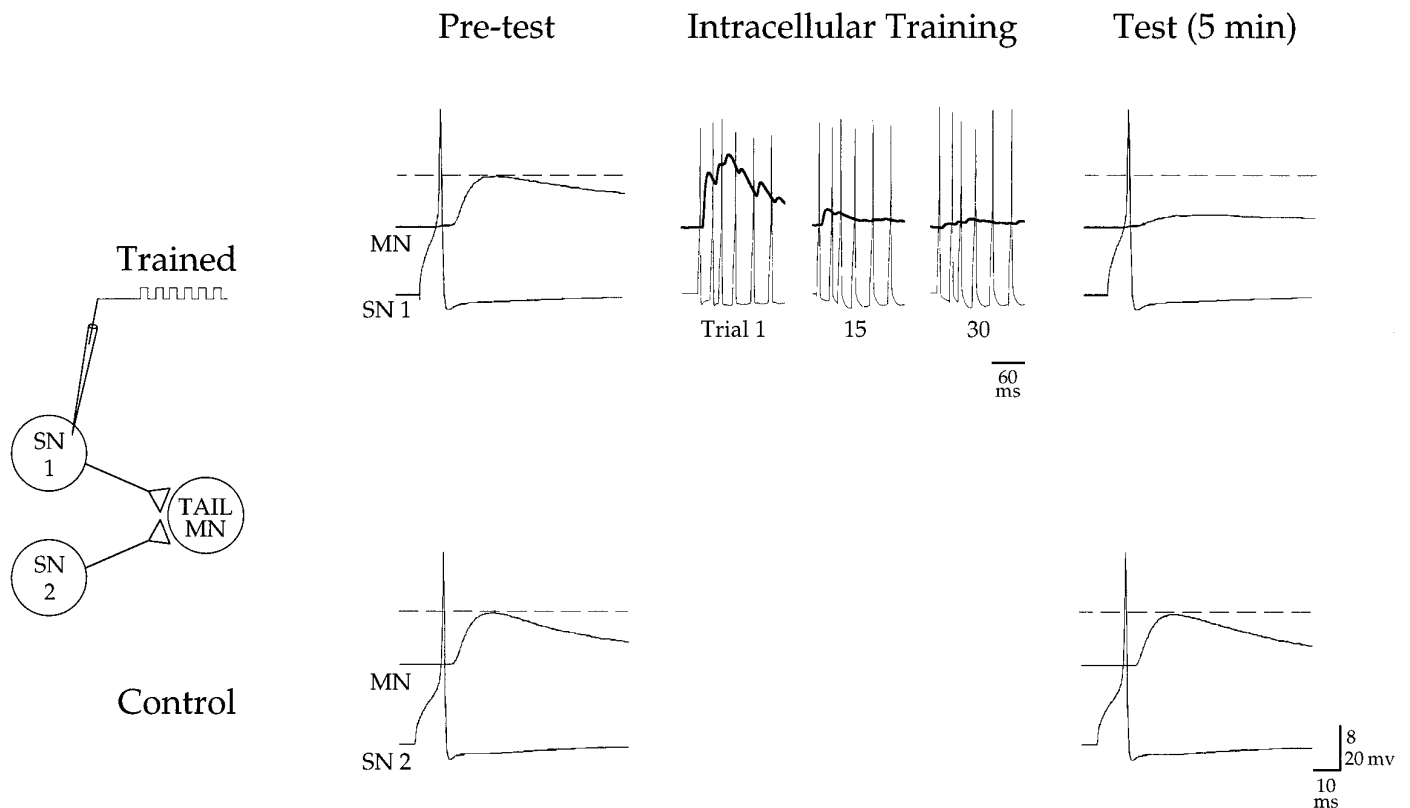 Pre-test
Intracellular Training
Test (5 min)
Trained
MN
SN 1
Trial 1
15
30
60
ms
SN
1
TAIL
MN
SN
2
Control
MN
SN 2
8
20 mv
10
ms